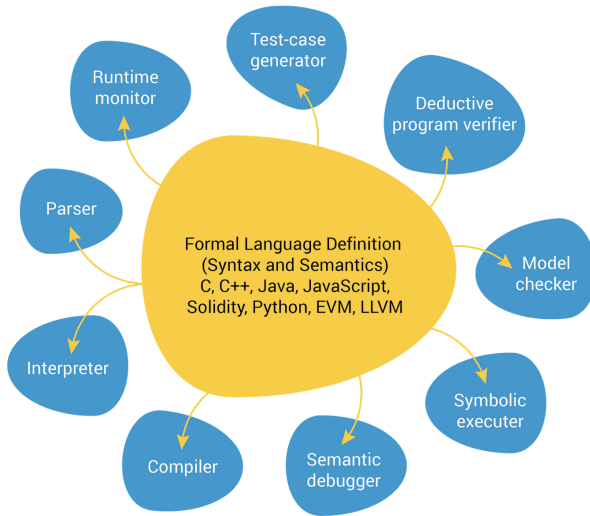 Test-case
generator
Runtime
monitor
Deductive
program verifier
Parser
Formal Language Definition
(Syntax and Semantics)
C, C++, Java, JavaScript,
Solidity, Python, EVM, LLVM
Model
checker
Interpreter
Symbolic
executer
Compiler
Semantic
debugger